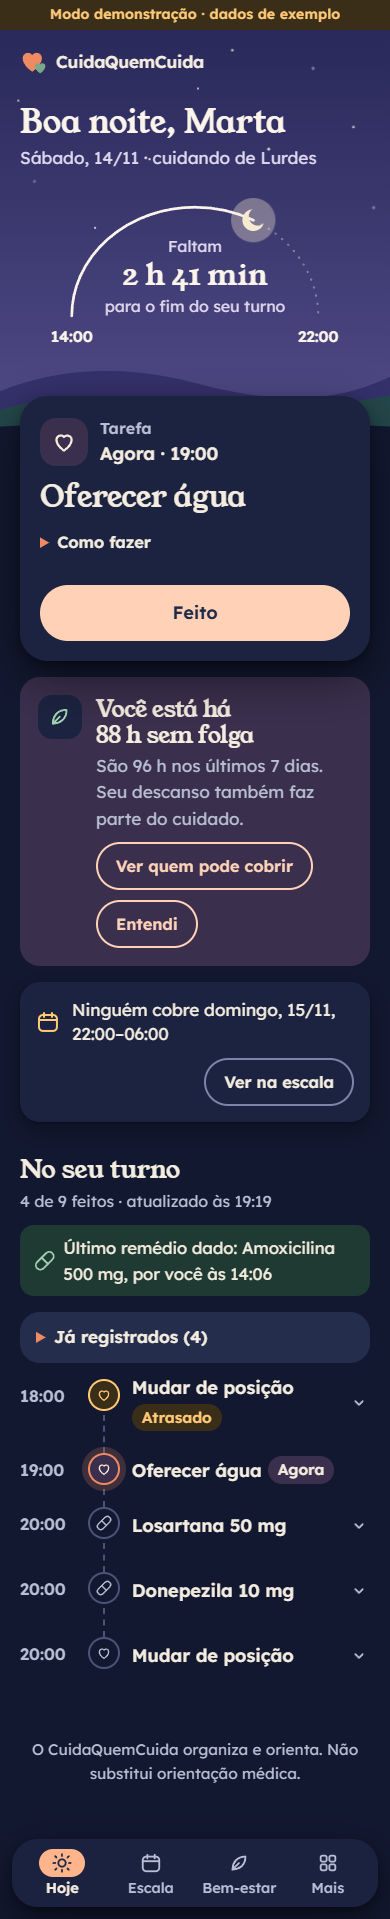 Modo demonstração · dados de exemplo
CuidaQuemCuida
Boa noite, Marta
Sábado, 14/11 · cuidando de Lurdes
Faltam
2 h 41 min
para o fim do seu turno
14:00
22:00
Tarefa
Agora · 19:00
Oferecer água
Como fazer
Feito
Você está há
88 h sem folga
São 96 h nos últimos 7 dias.
Seu descanso também faz
parte do cuidado.
Ver quem pode cobrir
Entendi
Ninguém cobre domingo, 15/11,
22:00–06:00
Ver na escala
No seu turno
4 de 9 feitos · atualizado às 19:19
Último remédio dado: Amoxicilina
500 mg, por você às 14:06
Já registrados (4)
18:00 Mudar de posição
Atrasado
19:00 Oferecer água Agora
20:00 Losartana 50 mg
20:00 Donepezila 10 mg
20:00 Mudar de posição
O CuidaQuemCuida organiza e orienta. Não
substitui orientação médica.
Hoje Escala Bem-estar Mais